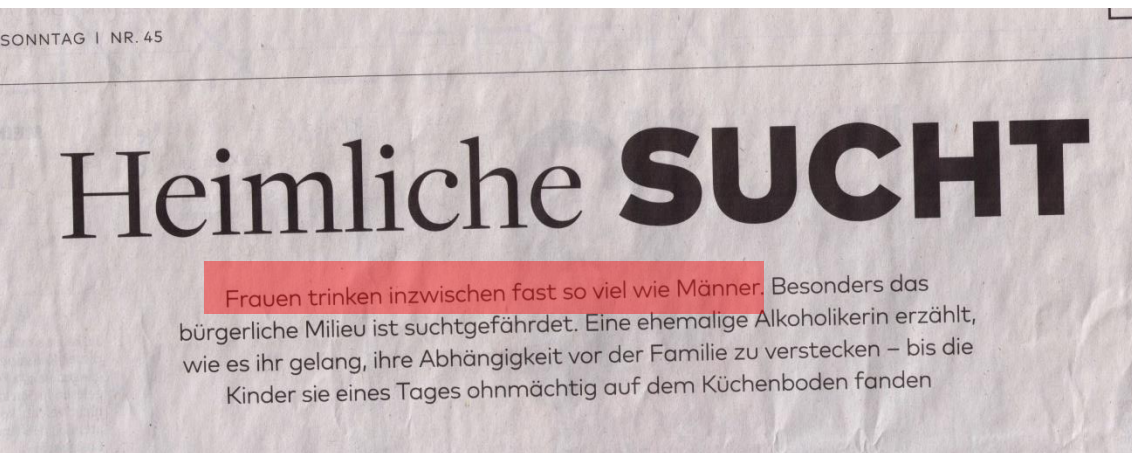 SONNTAG | NR. 45
Heimliche SUCHT
Frauen trinken inzwischen fast so viel wie Männer. Besonders das
bürgerliche Milieu ist suchtgefährdet. Eine ehemalige Alkoholikerin erzählt,
wie es ihr gelang, ihre Abhängigkeit vor der Familie zu verstecken – bis die
Kinder sie eines Tages ohnmächtig auf dem Küchenboden fanden